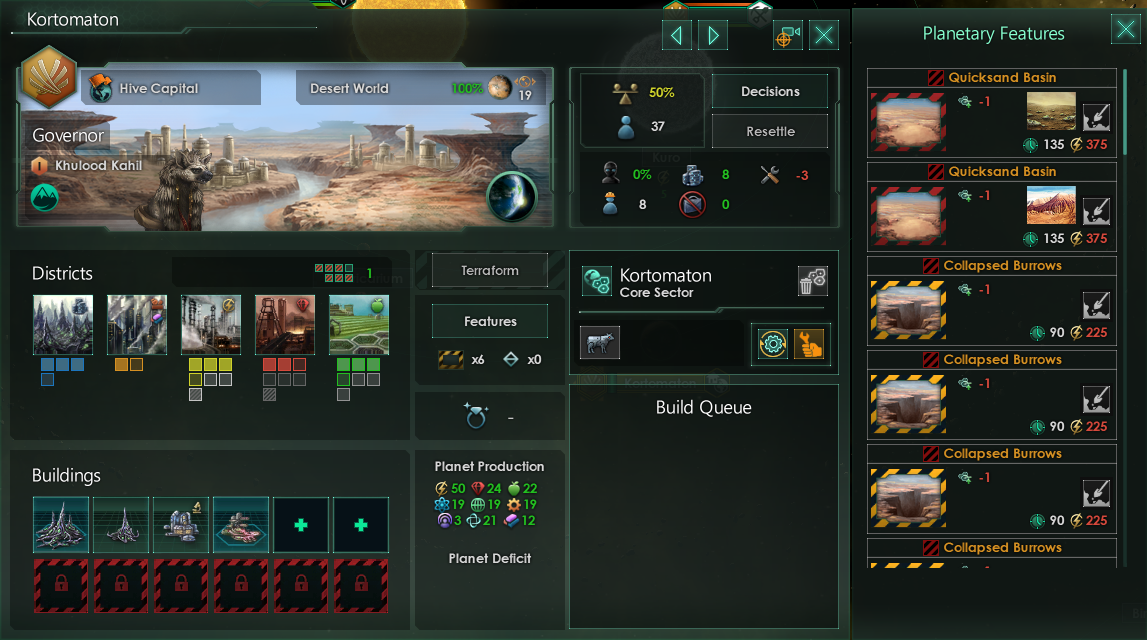 Kortomaton
Planetary Features
Hive Capital
Desert World
100%
19
Governor
Khulood Kahil
50%
Decisions
37
Resettle
0%
8
-3
8
0
Districts
1
Terraform
Features
x6
x0
-
Kortomaton
Core Sector
Build Queue
Buildings
Planet Production
50
24
22
19
19
19
3
21
12
Planet Deficit
Quicksand Basin
-1
135
375
Quicksand Basin
-1
135
375
Collapsed Burrows
-1
90
225
Collapsed Burrows
-1
90
225
Collapsed Burrows
-1
90
225
Collapsed Burrows